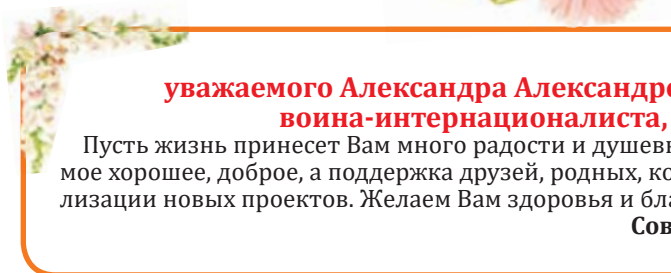 уважаемого Александра Александро
воина-интернационалиста,
Пусть жизнь принесет Вам много радости и душевн
мое хорошее, доброе, а поддержка друзей, родных, ко
лизации новых проектов. Желаем Вам здоровья и бла
Сов